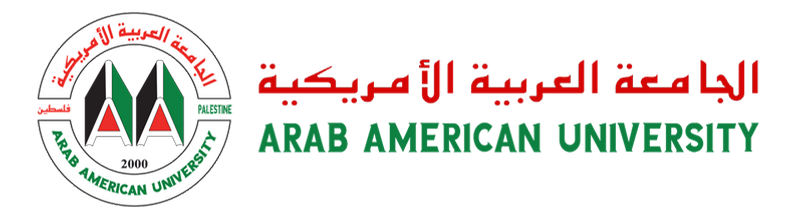 الجامعة العربية الأمريكية
فلسطين
PALESTINE
2000
ARAB AMERICAN UNIVERSITY
الجامعة العربية الأمريكية
ARAB AMERICAN UNIVERSITY